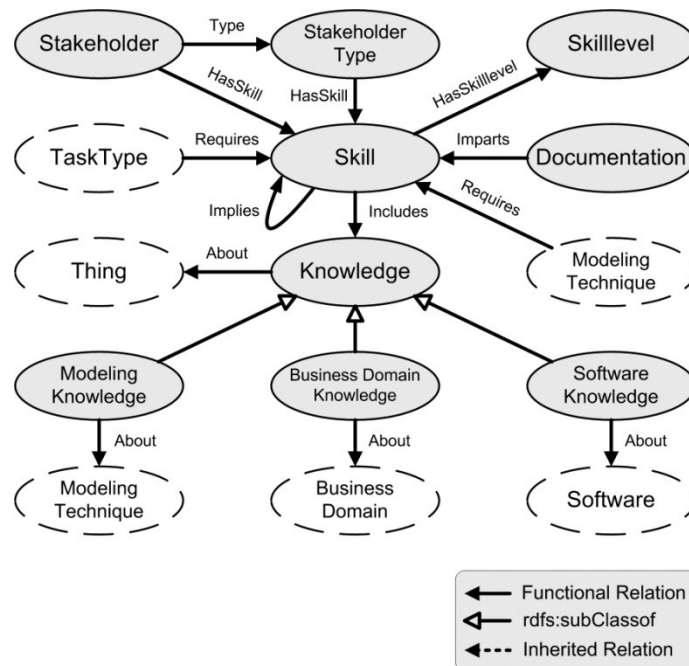 Stakeholder
Type
Stakeholder
Type
Skilllevel
HasSkill
HasSkill
HasSkilllevel
TaskType
Requires
Skill
Imparts
Documentation
Implies
Includes
Requires
Thing
About
Knowledge
Modeling
Technique
Modeling
Knowledge
Business Domain
Knowledge
Software
Knowledge
About
About
About
Modeling
Technique
Business
Domain
Software
Functional Relation
rdfs:subClassof
Inherited Relation